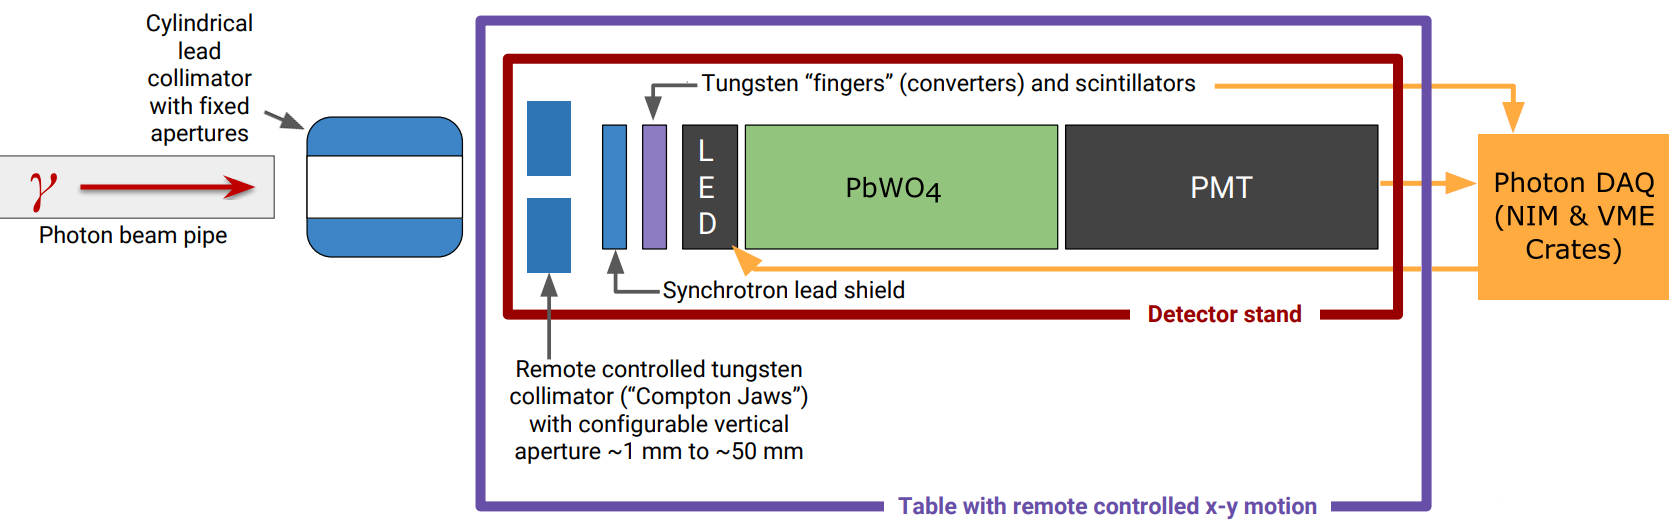 Cylindrical
lead
collimator
with fixed
apertures
γ
Photon beam pipe
Tungsten “fingers” (converters) and scintillators
L
E
D
PbWO4
PMT
Photon DAQ
(NIM & VME
Crates)
Synchrotron lead shield
Detector stand
Remote controlled tungsten
collimator (“Compton Jaws”)
with configurable vertical
aperture ~1 mm to ~50 mm
Table with remote controlled x-y motion